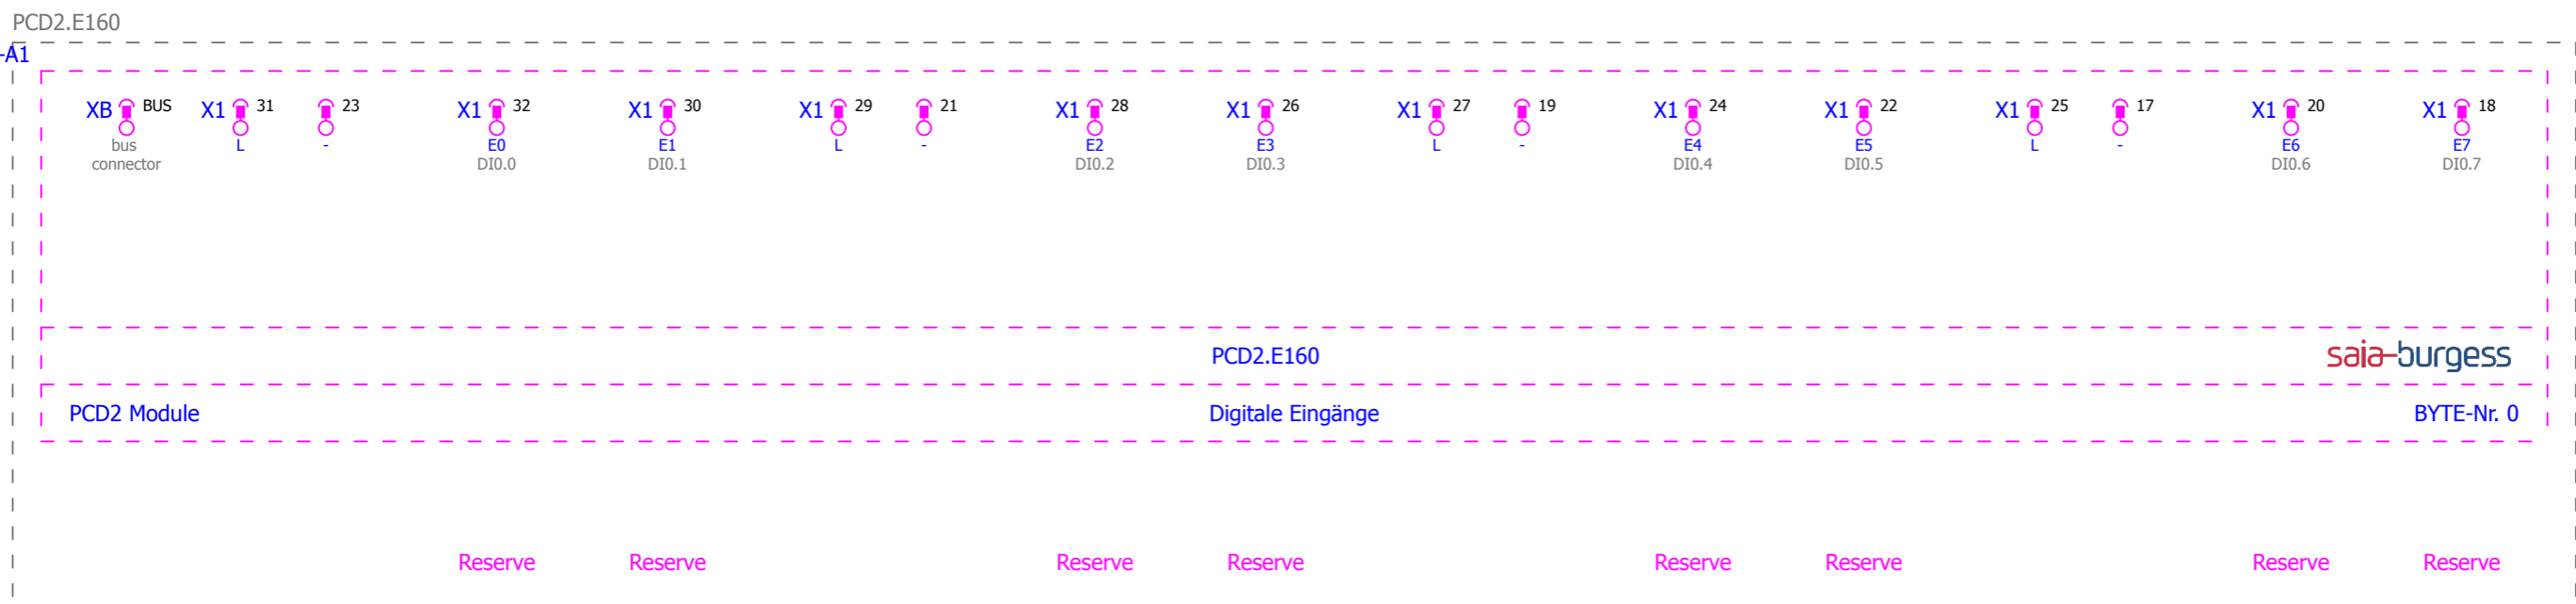 PCD2.E160
-A1
XB BUS X1 31 23 X1 32 X1 30 X1 29 21 X1 28 X1 26 X1 27 19 X1 24 X1 22 X1 25 17 X1 20 X1 18
bus L - E0 E1 L - E2 E3 L - E4 E5 L - E6 E7
connector DI0.0 DI0.1 DI0.2 DI0.3 DI0.4 DI0.5 DI0.6 DI0.7
PCD2.E160 saia-burgess
PCD2 Module Digitale Eingänge BYTE-Nr. 0
Reserve Reserve Reserve Reserve Reserve Reserve Reserve Reserve